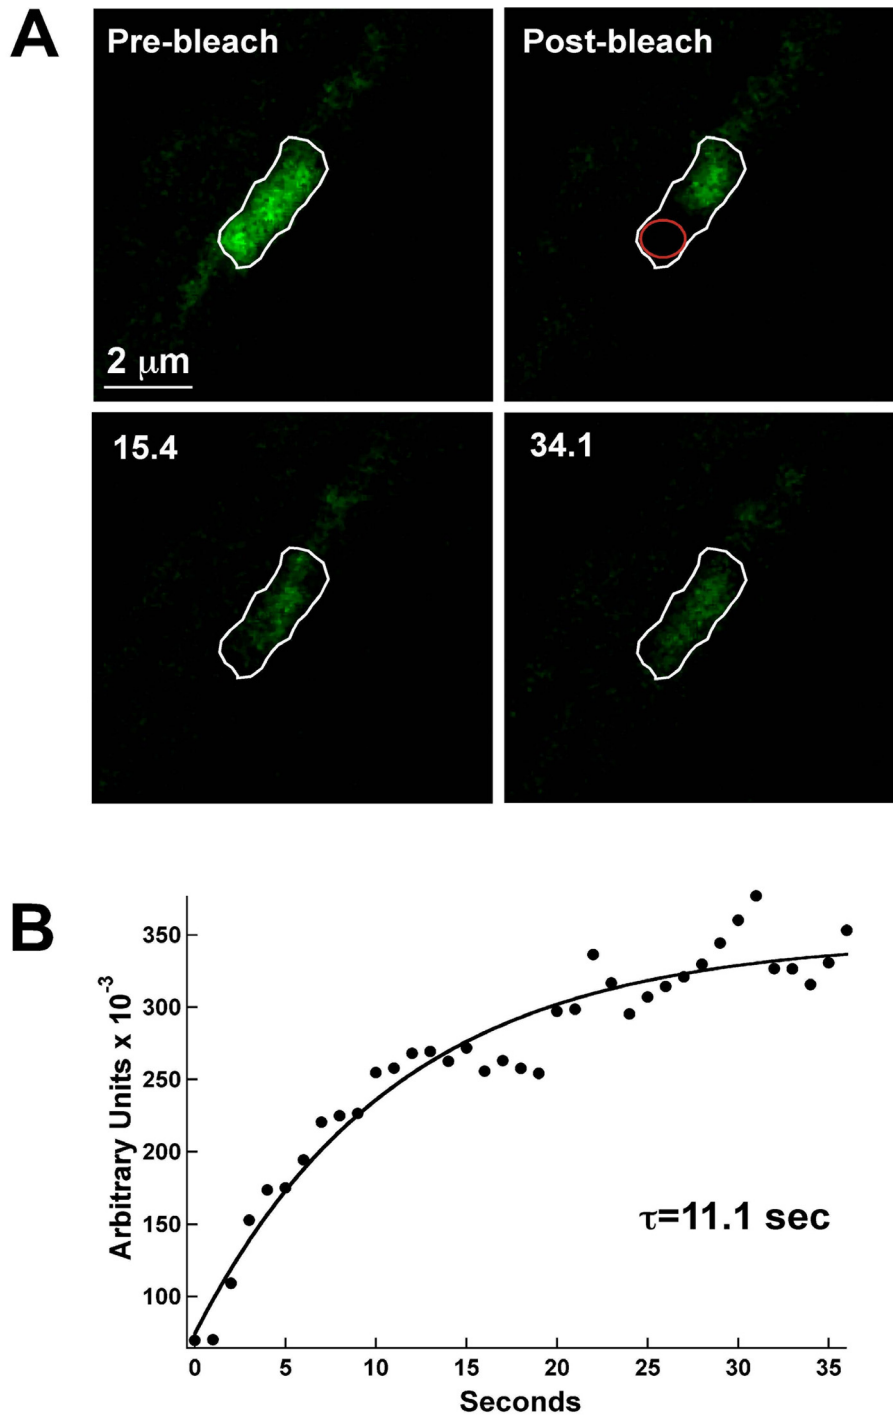 A
Pre-bleach
Post-bleach
2 μm
15.4
34.1
B
Arbitrary Units x 10⁻³
350
300
250
200
150
100
τ=11.1 sec
0 5 10 15 20 25 30 35
Seconds